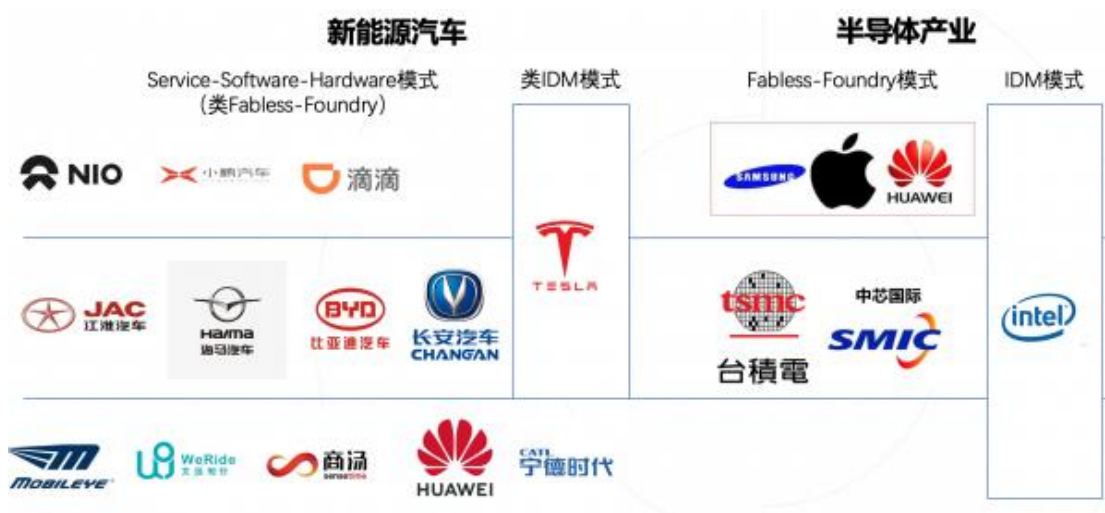 新能源汽车
半导体产业
Service-Software-Hardware模式
(类Fabless-Foundry)
类IDM模式
Fabless-Foundry模式
IDM模式
NIO
小鹏汽车
滴滴
SAMSUNG
HUAWEI
TESLA
JAC
江淮汽车
Haima
海马汽车
BYD
比亚迪汽车
长安汽车
CHANGAN
tsmc
台積電
中芯国际
SMIC
intel
MOBILEYE
WeRide
文远知行
商汤
sensetime
HUAWEI
CATL
宁德时代